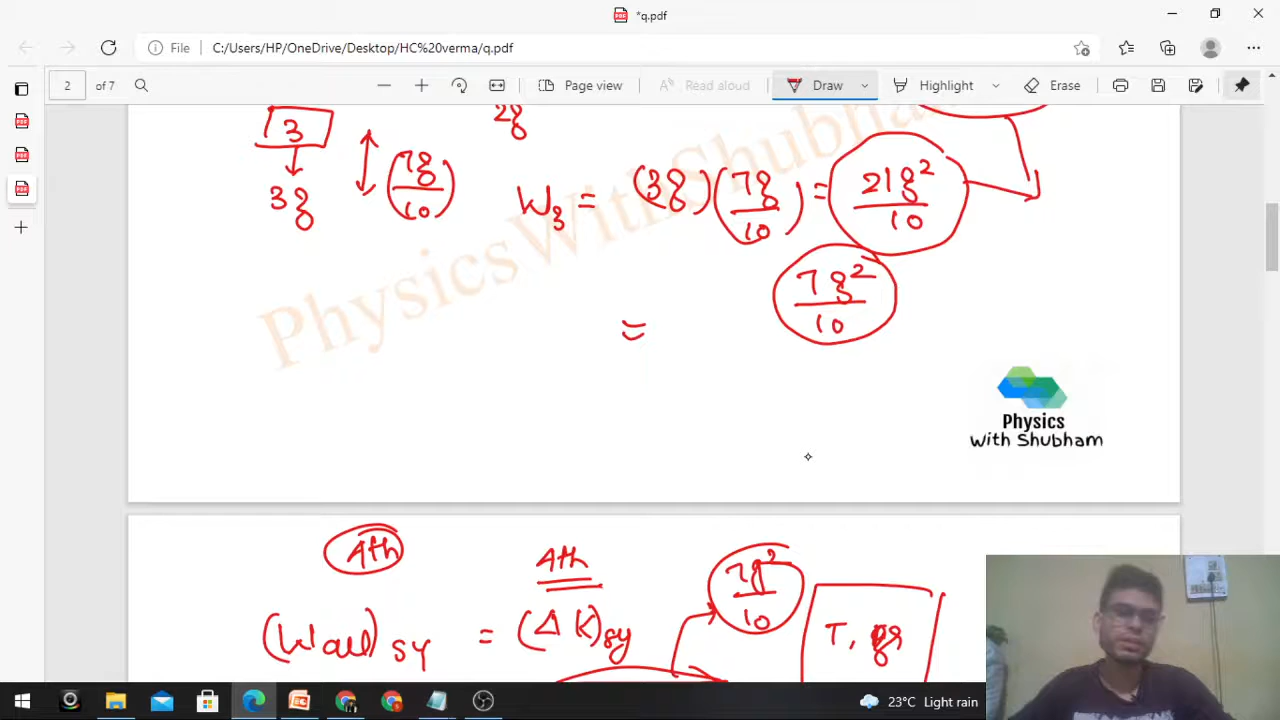 *q.pdf
File C:/Users/HP/OneDrive/Desktop/HC%20verma/q.pdf
2 of 7 Page view Read aloud Draw Highlight Erase
PhysicsWithShubham
3
3g
7g/10
2g
W3 = (3g)(7g/10) = 21g²/10
= 7g²/10
Physics
With Shubham
4th
4th
7g²/10
(Wall)sy = (ΔK)sy
T,
23°C Light rain